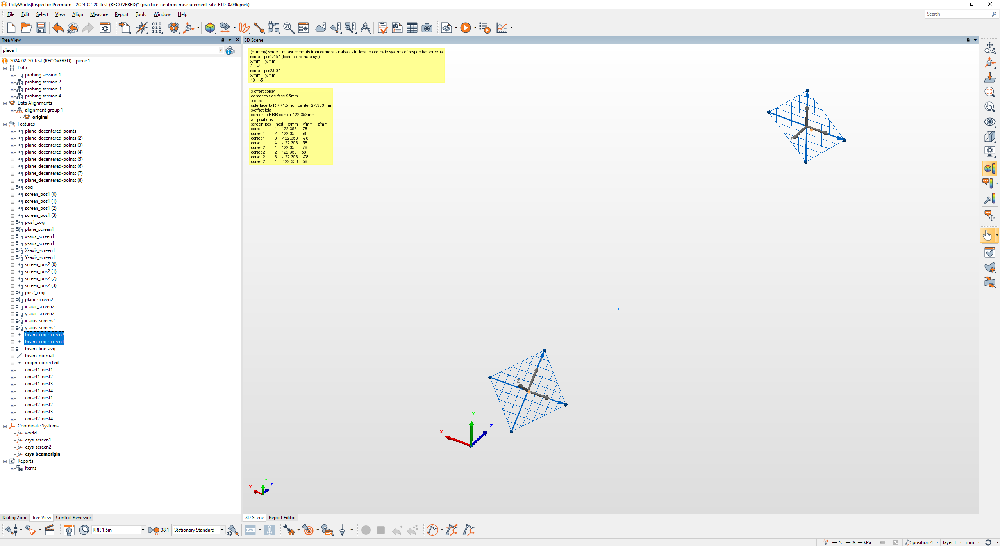 PolyWorks|Inspector Premium - 2024-02-20_test (RECOVERED)* (practice_neutron_measurement_site_FTD-0.046.pwk)
File Edit Select View Align Measure Report Tools Window Help
Search
Tree View
piece 1
2024-02-20_test (RECOVERED) - piece 1
Data
probing session 1
probing session 2
probing session 3
probing session 4
Data Alignments
alignment group 1
original
Features
plane_decentered-points
plane_decentered-points (2)
plane_decentered-points (3)
plane_decentered-points (4)
plane_decentered-points (5)
plane_decentered-points (6)
plane_decentered-points (7)
plane_decentered-points (8)
cog
screen_pos1 (0)
screen_pos1 (1)
screen_pos1 (2)
screen_pos1 (3)
pos1_cog
plane_screen1
x-aux_screen1
y-aux_screen1
X-axis_screen1
Y-axis_screen1
screen_pos2 (0)
screen_pos2 (1)
screen_pos2 (2)
screen_pos2 (3)
pos2_cog
plane screen2
x-aux_screen2
y-aux_screen2
x-axis_screen2
y-axis_screen2
beam_cog_screen2
beam_cog_screen1
beam_line_avg
beam_normal
origin_corrected
corset1_nest1
corset1_nest2
corset1_nest3
corset1_nest4
corset2_nest1
corset2_nest2
corset2_nest3
corset2_nest4
Coordinate Systems
world
csys_screen1
csys_screen2
csys_beamorigin
Reports
Items
3D Scene
(dummy) screen measurements from camera analysis - in local coordinate systems of respective screens
screen pos1/45° (local coordinate sys)
x/mm y/mm
3 -1
screen pos2/90°
x/mm y/mm
10 -5
x-offset corset
center to side face 95mm
x-offset
side face to RRR1.5inch center 27.353mm
x-offset total
center to RRR-center 122.353mm
all positions
screen pos nest x/mm y/mm z/mm
corset 1 1 122.353 -78
corset 1 2 122.353 58
corset 1 3 -122.353 -78
corset 1 4 -122.353 58
corset 2 1 122.353 -78
corset 2 2 122.353 58
corset 2 3 -122.353 -78
corset 2 4 -122.353 58
Z
Z
Y
X
Z
Y
X
Z
Dialog Zone Tree View Control Reviewer
3D Scene Report Editor
RRR 1.5in 38,1 Stationary Standard
— °C — % — kPa position 4 layer 1 mm